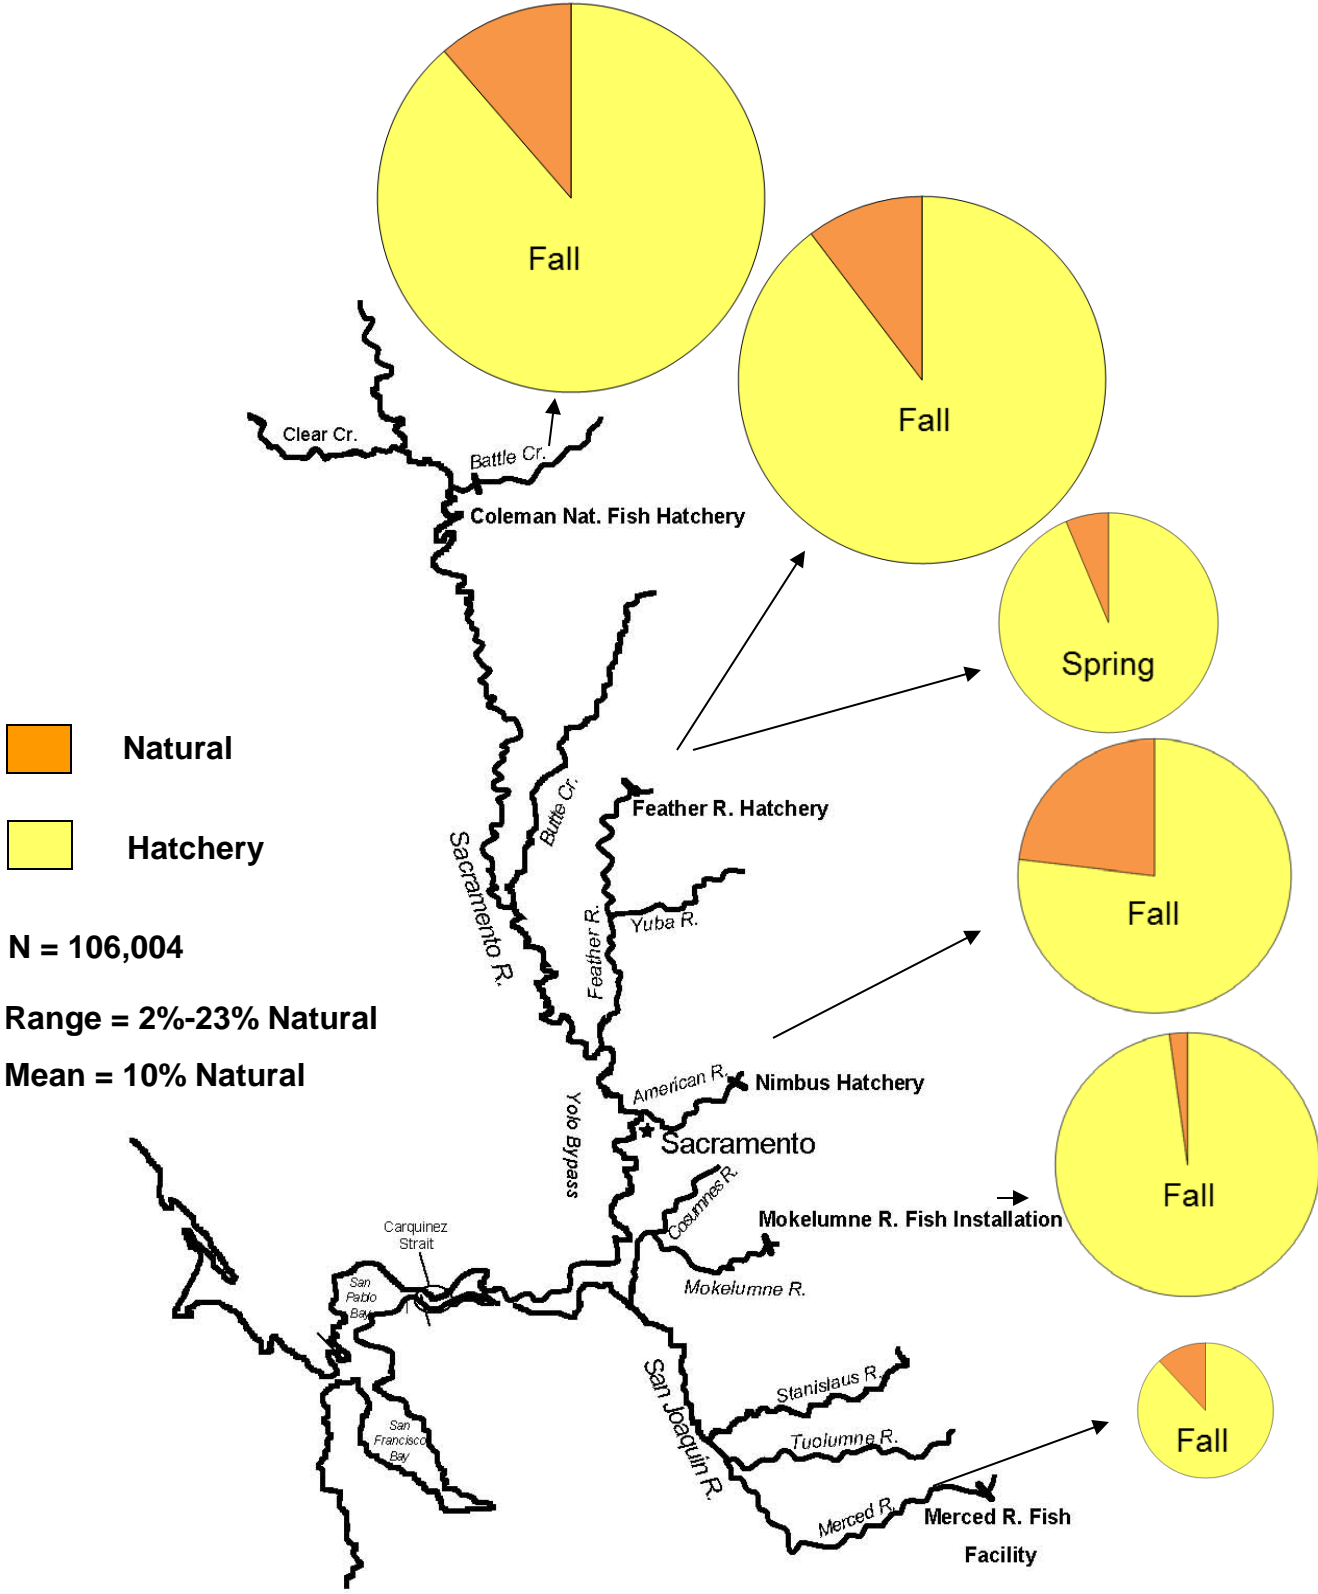 Fall
Fall
Clear Cr.
Battle Cr.
Coleman Nat. Fish Hatchery
Spring
Natural
Hatchery
Butte Cr.
Feather R. Hatchery
Sacramento R.
Feather R.
Yuba R.
Fall
N = 106,004
Range = 2%-23% Natural
Mean = 10% Natural
American R.
Nimbus Hatchery
Yolo Bypass
Sacramento
Cosumnes R.
Mokelumne R. Fish Installation
Fall
Carquinez
Strait
Mokelumne R.
San
Pablo
Bay
San Joaquin R.
Stanislaus R.
Tuolumne R.
San
Francisco
Bay
Fall
Merced R.
Merced R. Fish
Facility